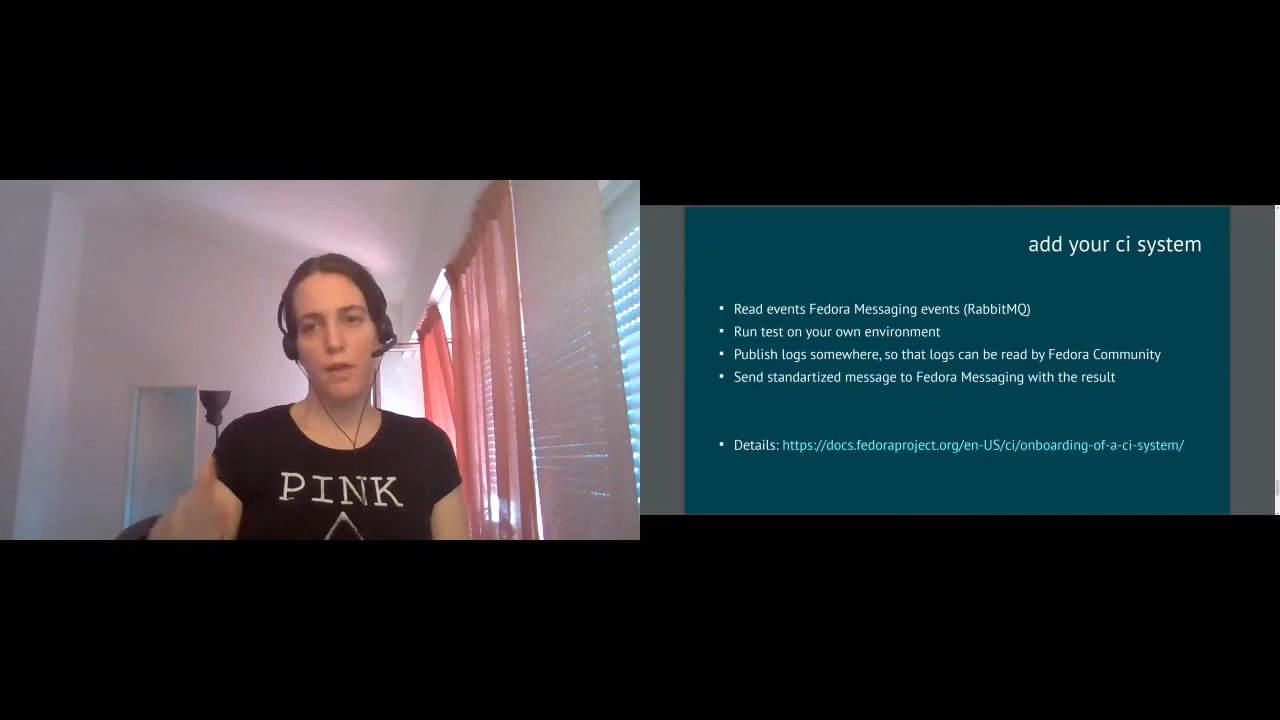 PINK
add your ci system
▪ Read events Fedora Messaging events (RabbitMQ)
▪ Run test on your own environment
▪ Publish logs somewhere, so that logs can be read by Fedora Community
▪ Send standartized message to Fedora Messaging with the result
▪ Details: https://docs.fedoraproject.org/en-US/ci/onboarding-of-a-ci-system/